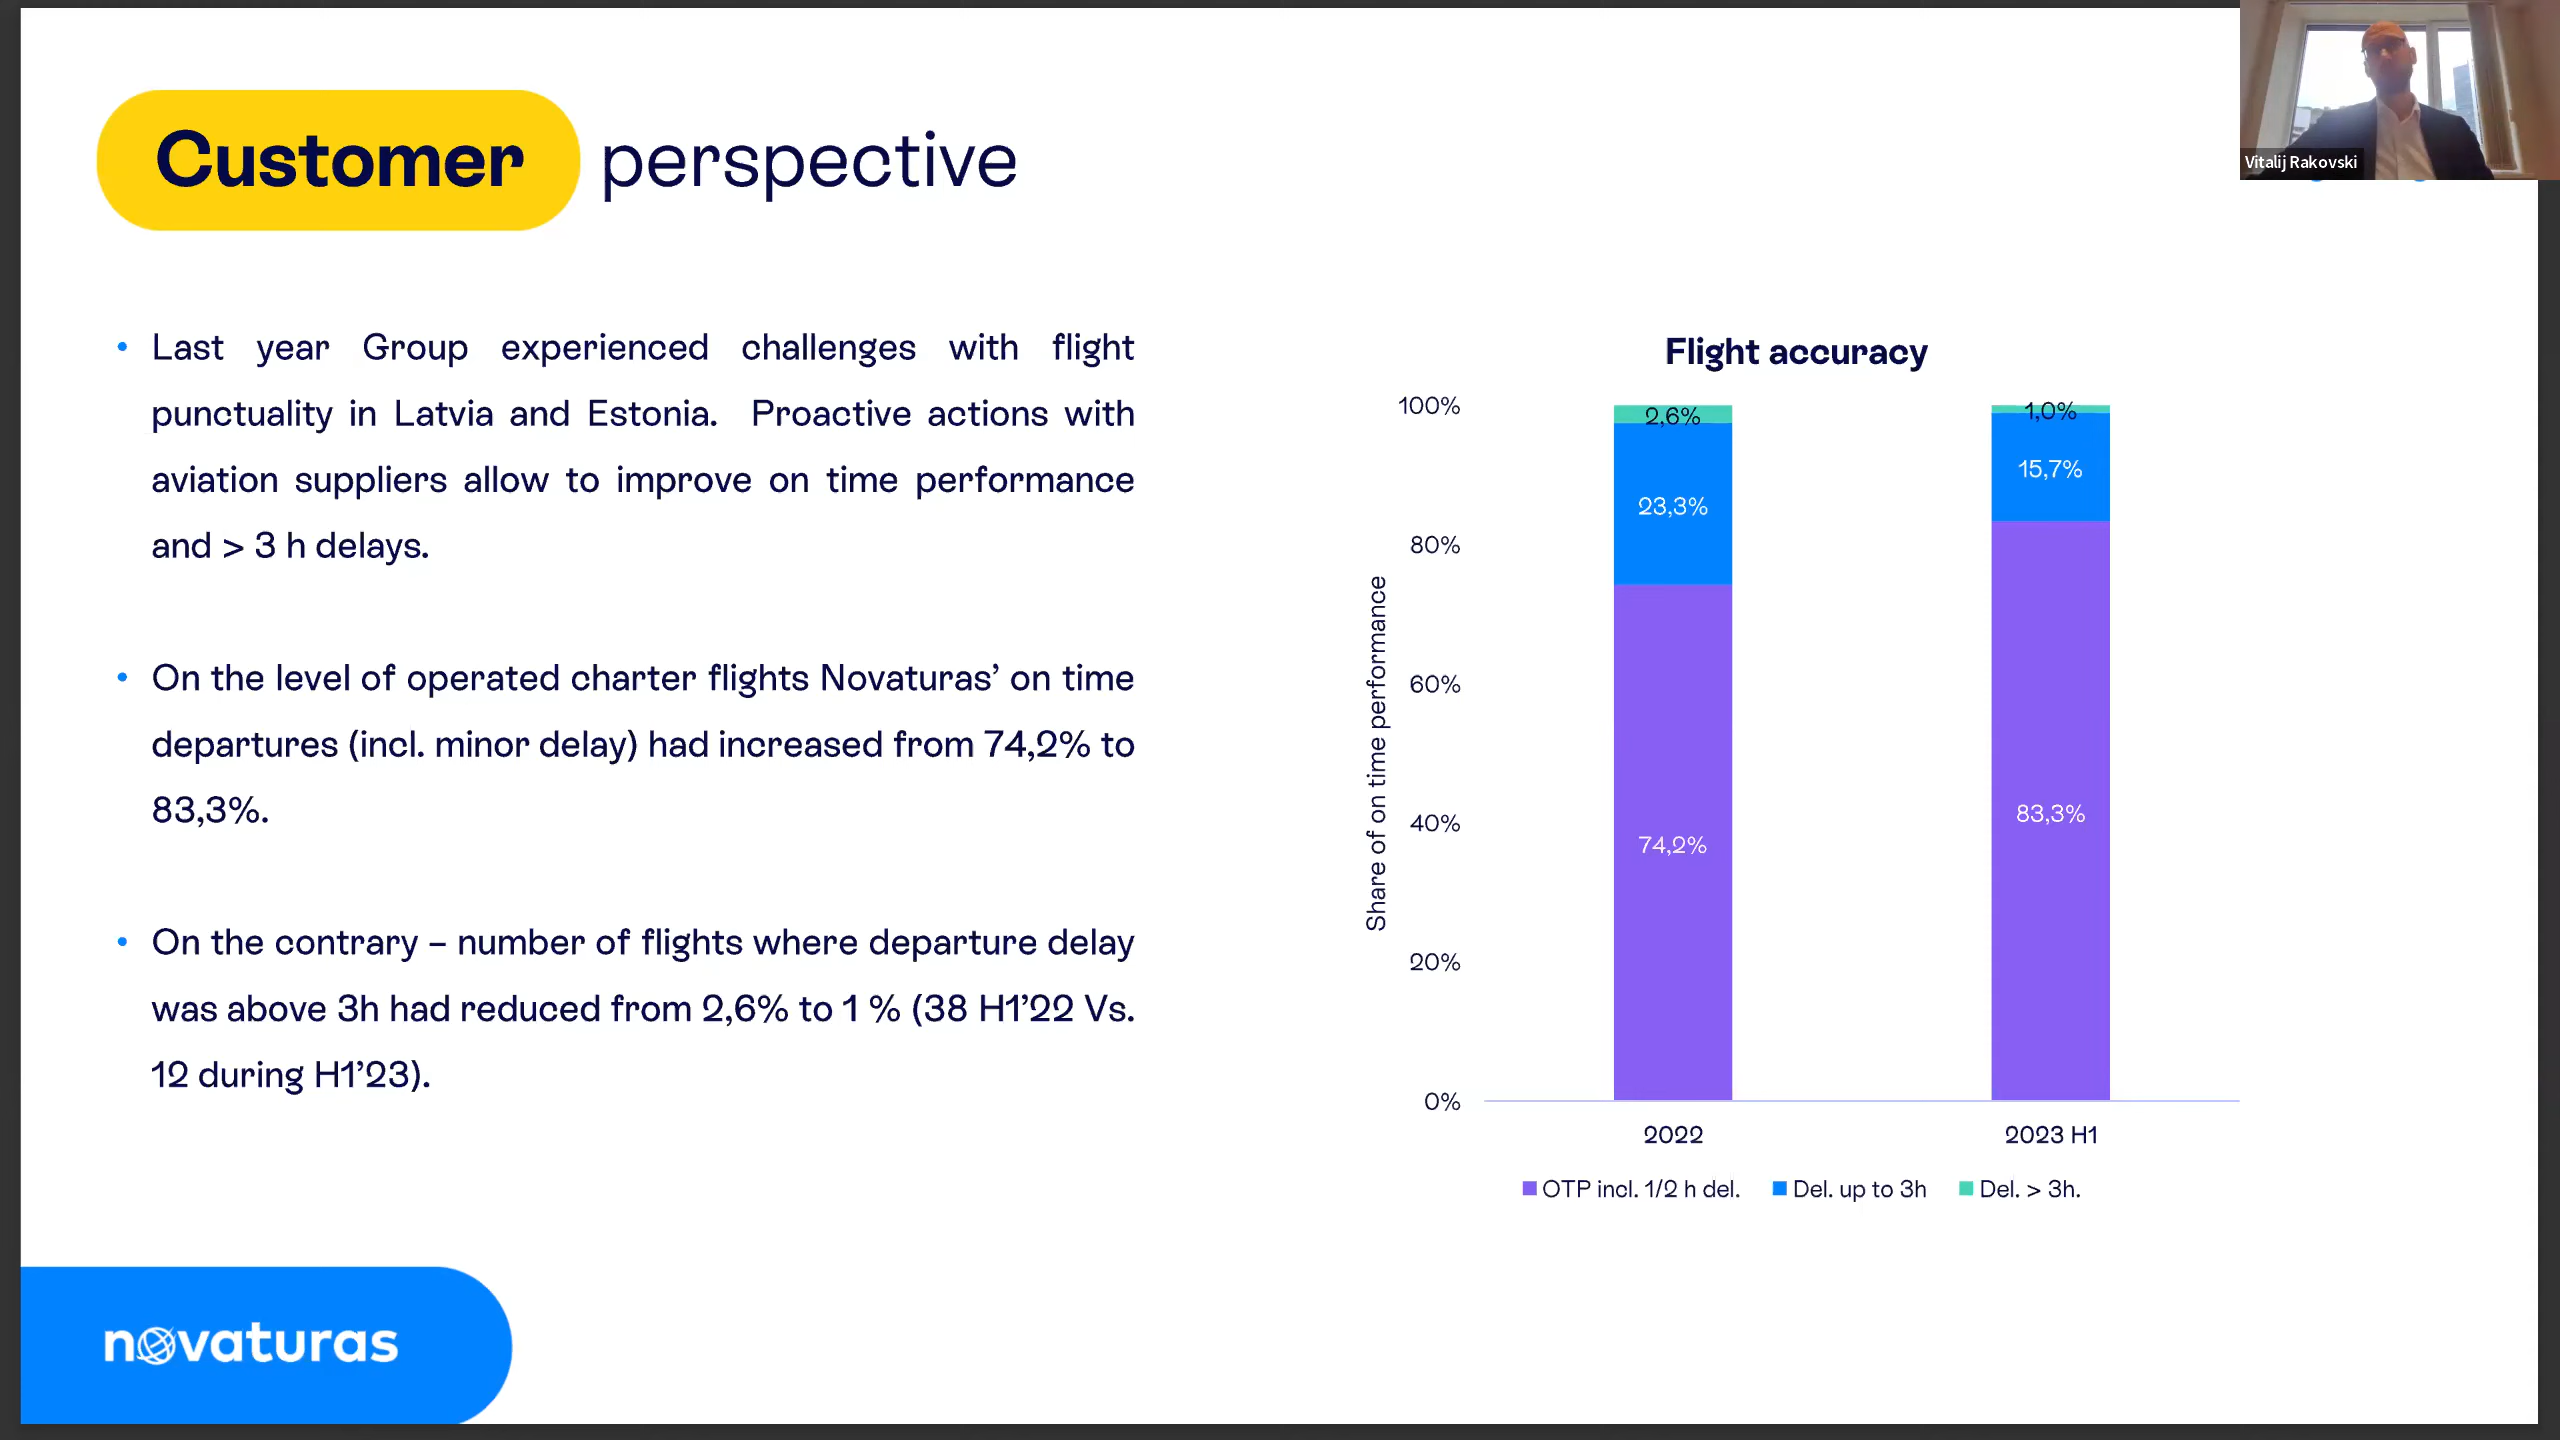 Customer perspective
Vitalij Rakovski
• Last year Group experienced challenges with flight
punctuality in Latvia and Estonia. Proactive actions with
aviation suppliers allow to improve on time performance
and > 3 h delays.
• On the level of operated charter flights Novaturas’ on time
departures (incl. minor delay) had increased from 74,2% to
83,3%.
• On the contrary – number of flights where departure delay
was above 3h had reduced from 2,6% to 1 % (38 H1’22 Vs.
12 during H1’23).
Flight accuracy
Share of on time performance
100%
80%
60%
40%
20%
0%
2,6%
23,3%
74,2%
1,0%
15,7%
83,3%
2022
2023 H1
OTP incl. 1/2 h del.
Del. up to 3h
Del. > 3h.
novaturas